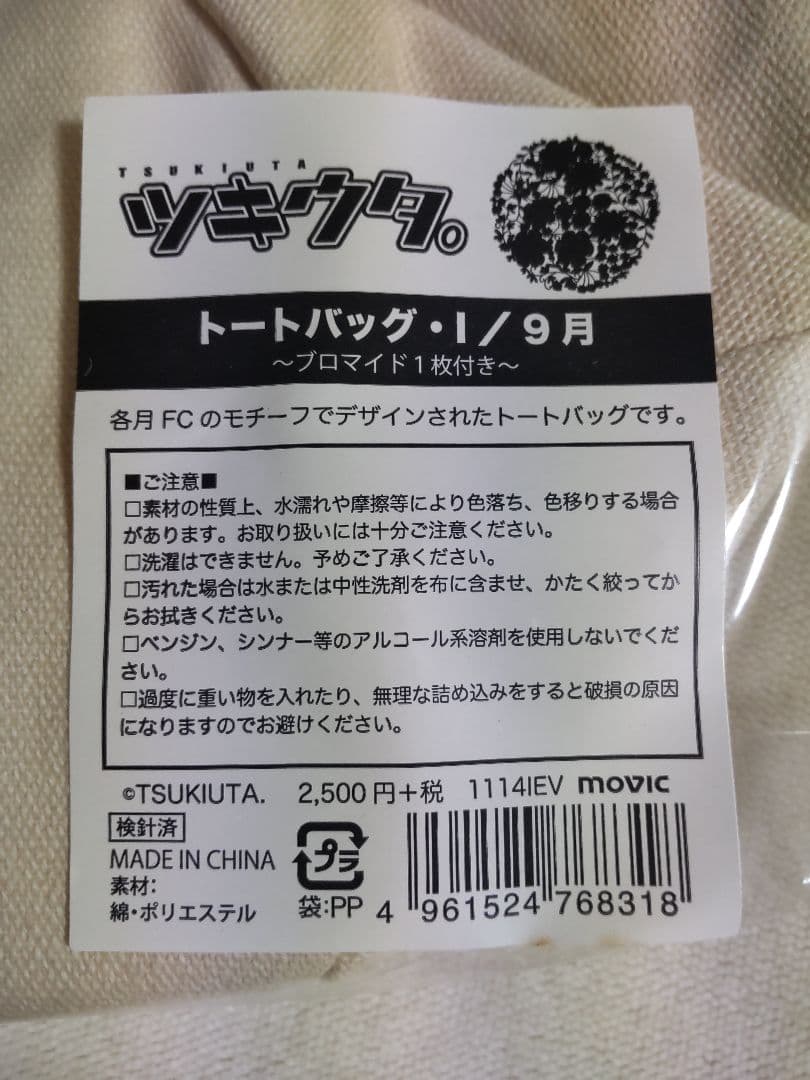 TSUKIUTA
ツキウタ。
トートバッグ・I／9月
～ブロマイド1枚付き～
各月FCのモチーフでデザインされたトートバッグです。
■ご注意■
□素材の性質上、水濡れや摩擦等により色落ち、色移りする場合
があります。お取り扱いには十分ご注意ください。
□洗濯はできません。予めご了承ください。
□汚れた場合は水または中性洗剤を布に含ませ、かたく絞ってか
らお拭きください。
□ベンジン、シンナー等のアルコール系溶剤を使用しないでくだ
さい。
□過度に重い物を入れたり、無理な詰め込みをすると破損の原因
になりますのでお避けください。
©TSUKIUTA. 2,500円＋税 1114IEV movic
検針済
MADE IN CHINA
素材：
綿・ポリエステル
プラ
袋：PP
4 961524 768318